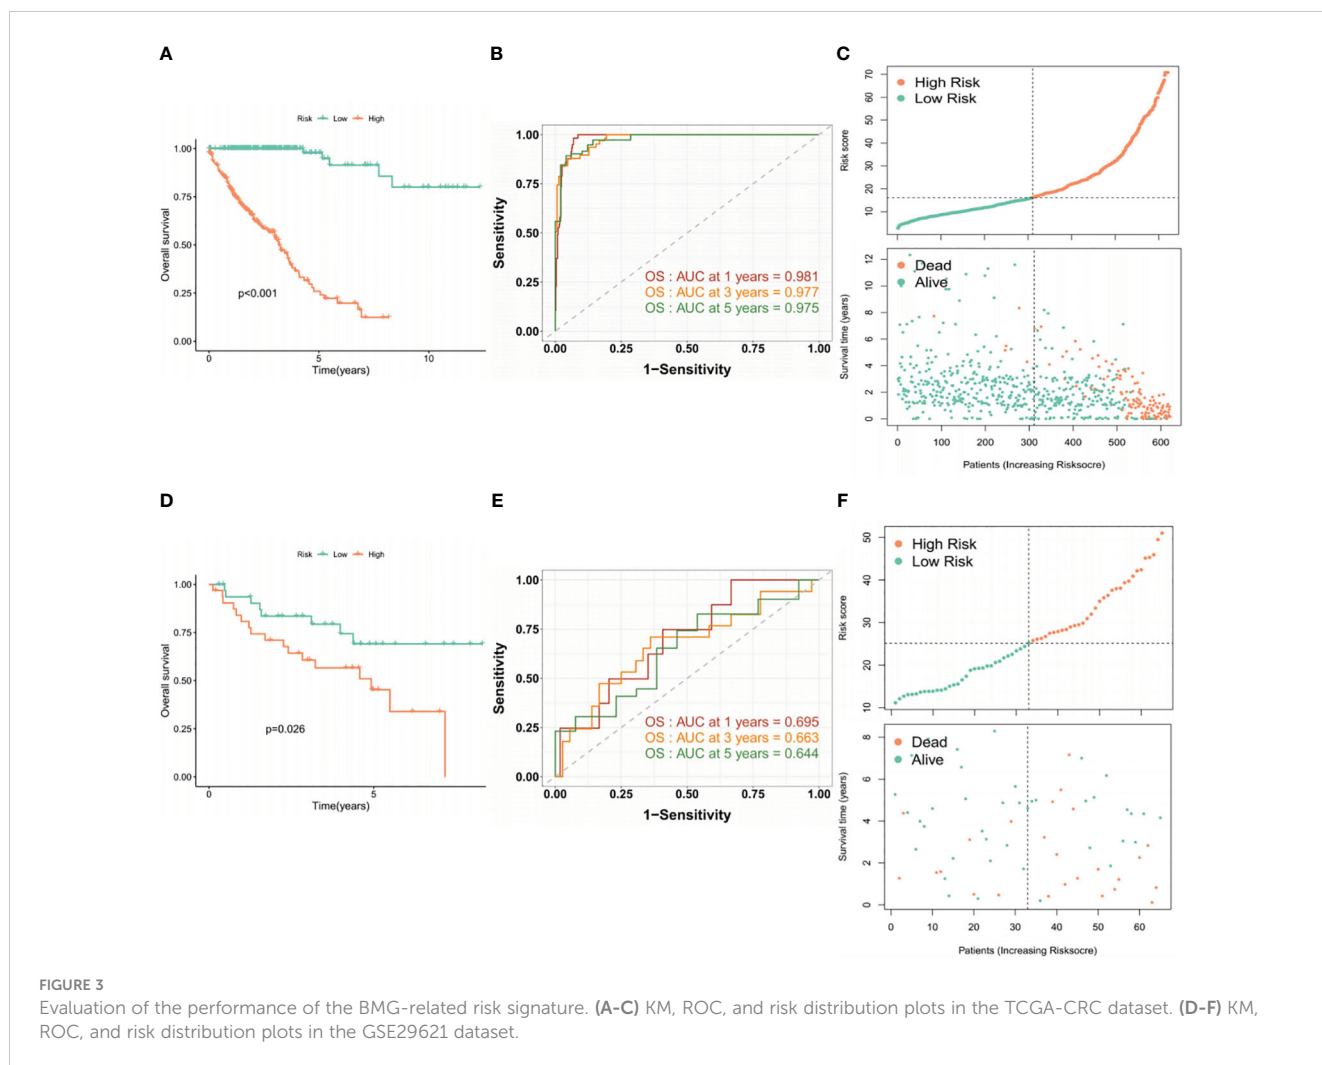 A
Risk Low High
Overall survival
1.00
0.75
0.50
0.25
0.00
p<0.001
0 5 10
Time(years)
B
Sensitivity
1.00
0.75
0.50
0.25
0.00
OS : AUC at 1 years = 0.981
OS : AUC at 3 years = 0.977
OS : AUC at 5 years = 0.975
0.00 0.25 0.50 0.75 1.00
1−Sensitivity
C
Risk score
70
60
50
40
30
20
10
High Risk
Low Risk
Survival time (years)
12
10
8
6
4
2
0
Dead
Alive
0 100 200 300 400 500 600
Patients (Increasing Risksocre)
D
Risk Low High
Overall survival
1.00
0.75
0.50
0.25
0.00
p=0.026
0 5
Time(years)
E
Sensitivity
1.00
0.75
0.50
0.25
0.00
OS : AUC at 1 years = 0.695
OS : AUC at 3 years = 0.663
OS : AUC at 5 years = 0.644
0.00 0.25 0.50 0.75 1.00
1−Sensitivity
F
Risk score
50
40
30
20
10
High Risk
Low Risk
Survival time (years)
8
6
4
2
0
Dead
Alive
0 10 20 30 40 50 60
Patients (Increasing Risksocre)
FIGURE 3
Evaluation of the performance of the BMG-related risk signature. (A-C) KM, ROC, and risk distribution plots in the TCGA-CRC dataset. (D-F) KM,
ROC, and risk distribution plots in the GSE29621 dataset.